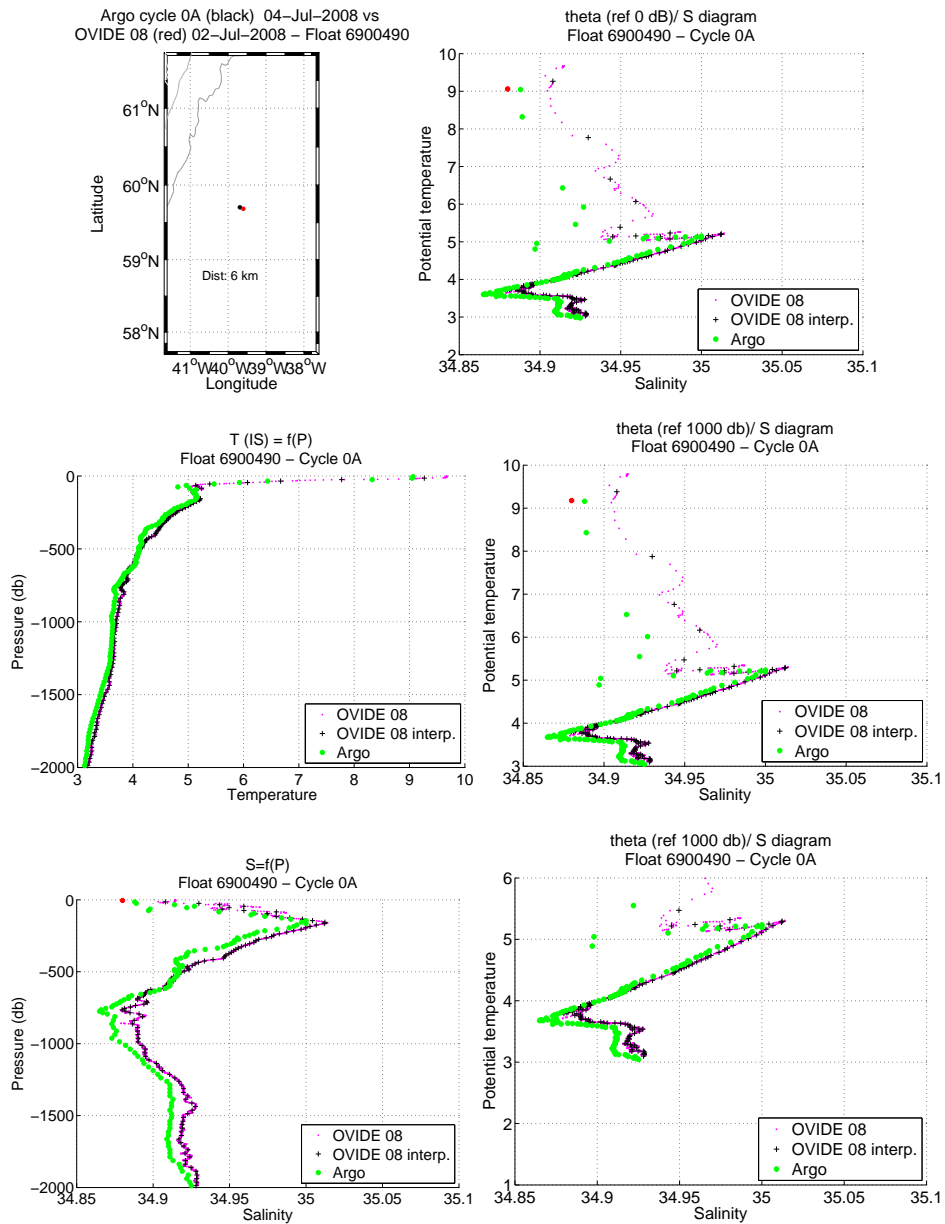 Argo cycle 0A (black)  04−Jul−2008 vs
OVIDE 08 (red) 02−Jul−2008 − Float 6900490
61°N
60°N
59°N
58°N
Latitude
Dist: 6 km
41°W 40°W 39°W 38°W
Longitude
theta (ref 0 dB)/ S diagram
Float 6900490 − Cycle 0A
10
9
8
7
6
5
4
3
2
Potential temperature
OVIDE 08
OVIDE 08 interp.
Argo
34.85 34.9 34.95 35 35.05 35.1
Salinity
T (IS) = f(P)
Float 6900490 − Cycle 0A
0
−500
−1000
−1500
−2000
Pressure (db)
OVIDE 08
OVIDE 08 interp.
Argo
3 4 5 6 7 8 9 10
Temperature
theta (ref 1000 db)/ S diagram
Float 6900490 − Cycle 0A
10
9
8
7
6
5
4
3
Potential temperature
OVIDE 08
OVIDE 08 interp.
Argo
34.85 34.9 34.95 35 35.05 35.1
Salinity
S=f(P)
Float 6900490 − Cycle 0A
0
−500
−1000
−1500
−2000
Pressure (db)
OVIDE 08
OVIDE 08 interp.
Argo
34.85 34.9 34.95 35 35.05 35.1
Salinity
theta (ref 1000 db)/ S diagram
Float 6900490 − Cycle 0A
6
5
4
3
2
1
Potential temperature
OVIDE 08
OVIDE 08 interp.
Argo
34.85 34.9 34.95 35 35.05 35.1
Salinity